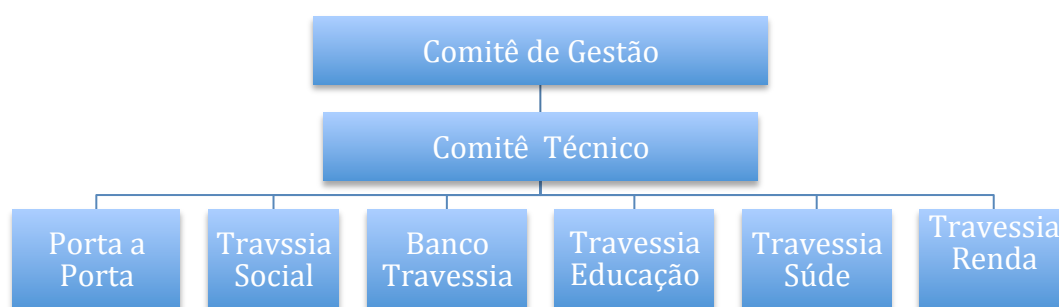 Comitê de Gestão
Comitê Técnico
Porta a
Porta
Travssia
Social
Banco
Travessia
Travessia
Educação
Travessia
Súde
Travessia
Renda